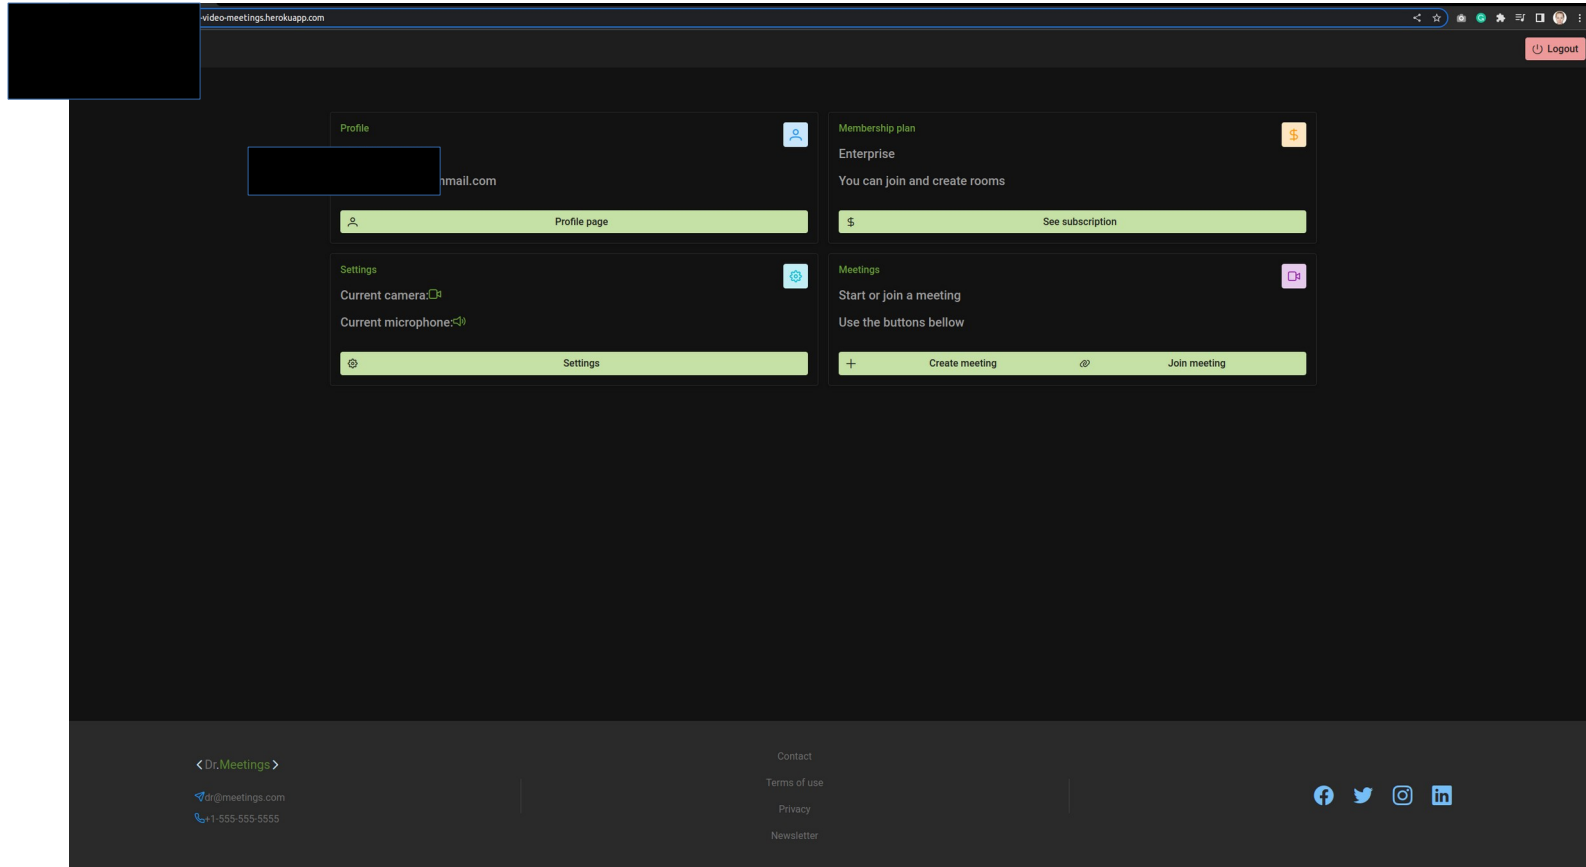 -video-meetings.herokuapp.com
Logout
Profile
mail.com
Profile page
Membership plan
Enterprise
You can join and create rooms
See subscription
Settings
Current camera:
Current microphone:
Settings
Meetings
Start or join a meeting
Use the buttons bellow
Create meeting
Join meeting
<Dr.Meetings>
dr@meetings.com
+1-555-555-5555
Contact
Terms of use
Privacy
Newsletter